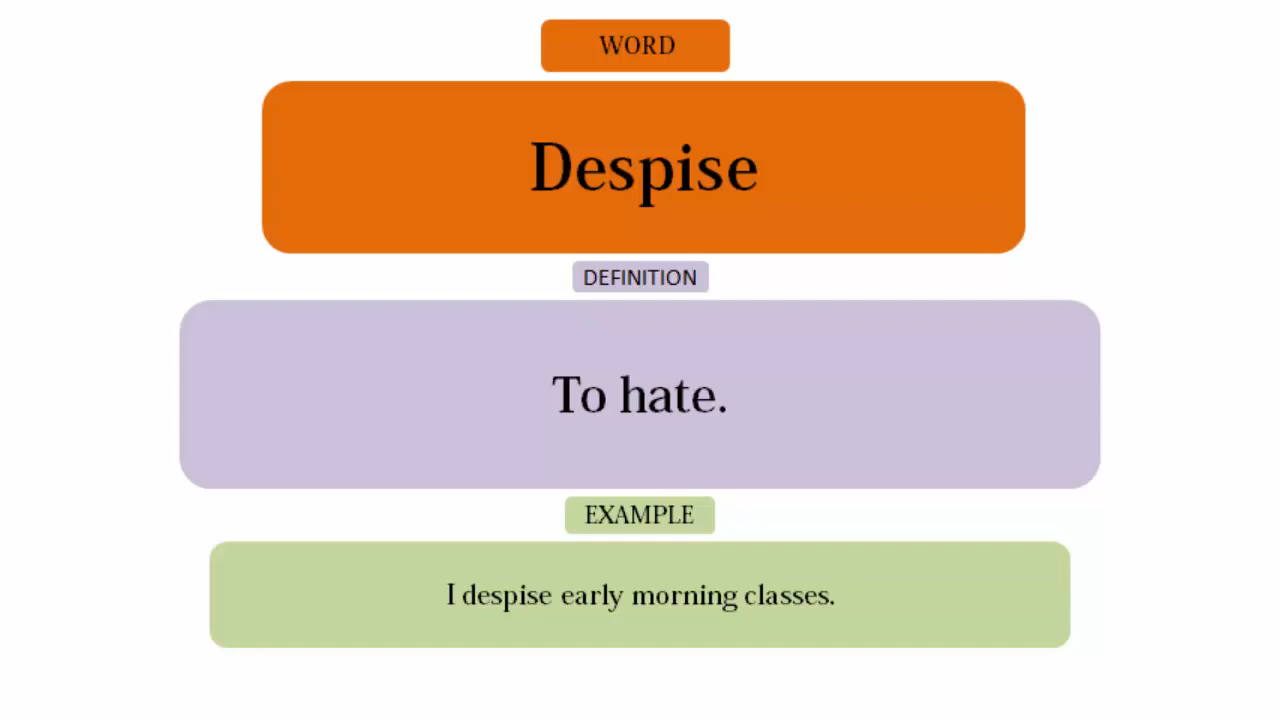 WORD
Despise
DEFINITION
To hate.
EXAMPLE
I despise early morning classes.